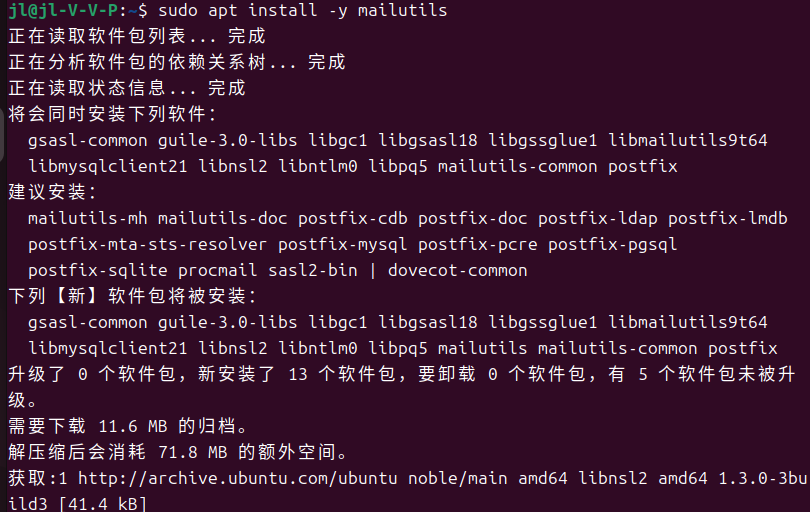 jl@jl-V-V-P:~$ sudo apt install -y mailutils
正在读取软件包列表... 完成
正在分析软件包的依赖关系树... 完成
正在读取状态信息... 完成
将会同时安装下列软件：
  gsasl-common guile-3.0-libs libgc1 libgsasl18 libgssglue1 libmailutils9t64
  libmysqlclient21 libnsl2 libntlm0 libpq5 mailutils-common postfix
建议安装：
  mailutils-mh mailutils-doc postfix-cdb postfix-doc postfix-ldap postfix-lmdb
  postfix-mta-sts-resolver postfix-mysql postfix-pcre postfix-pgsql
  postfix-sqlite procmail sasl2-bin | dovecot-common
下列【新】软件包将被安装：
  gsasl-common guile-3.0-libs libgc1 libgsasl18 libgssglue1 libmailutils9t64
  libmysqlclient21 libnsl2 libntlm0 libpq5 mailutils mailutils-common postfix
升级了 0 个软件包，新安装了 13 个软件包，要卸载 0 个软件包，有 5 个软件包未被升
级。
需要下载 11.6 MB 的归档。
解压缩后会消耗 71.8 MB 的额外空间。
获取:1 http://archive.ubuntu.com/ubuntu noble/main amd64 libnsl2 amd64 1.3.0-3bu
ild3 [41.4 kB]